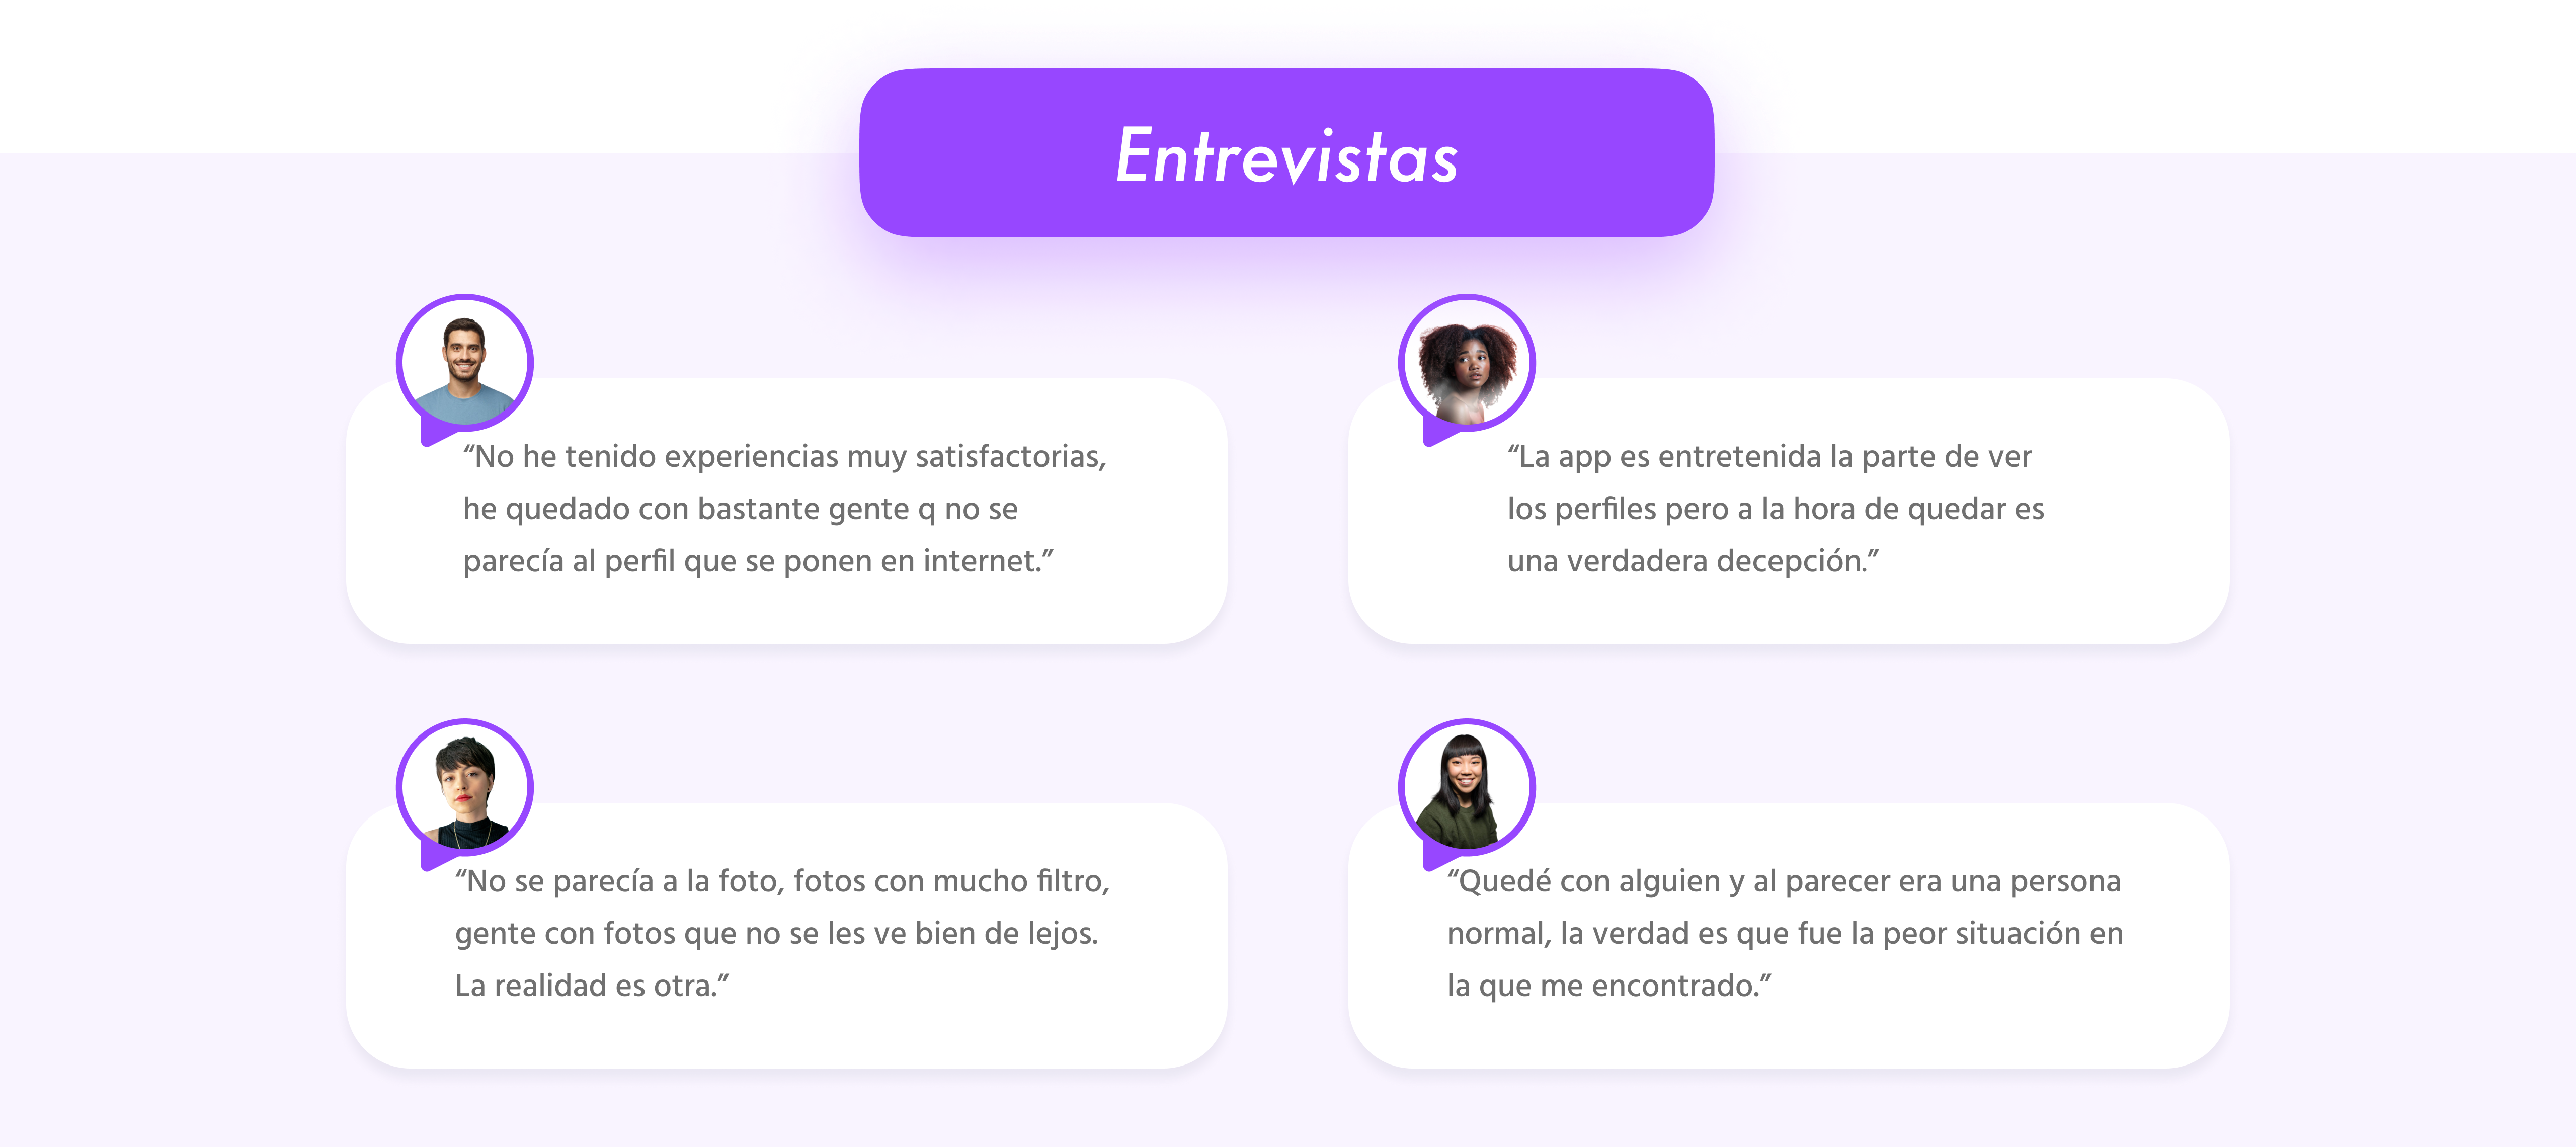 Entrevistas
“No he tenido experiencias muy satisfactorias,
he quedado con bastante gente q no se
parecía al perfil que se ponen en internet.”
“La app es entretenida la parte de ver
los perfiles pero a la hora de quedar es
una verdadera decepción.”
“No se parecía a la foto, fotos con mucho filtro,
gente con fotos que no se les ve bien de lejos.
La realidad es otra.”
“Quedé con alguien y al parecer era una persona
normal, la verdad es que fue la peor situación en
la que me encontrado.”